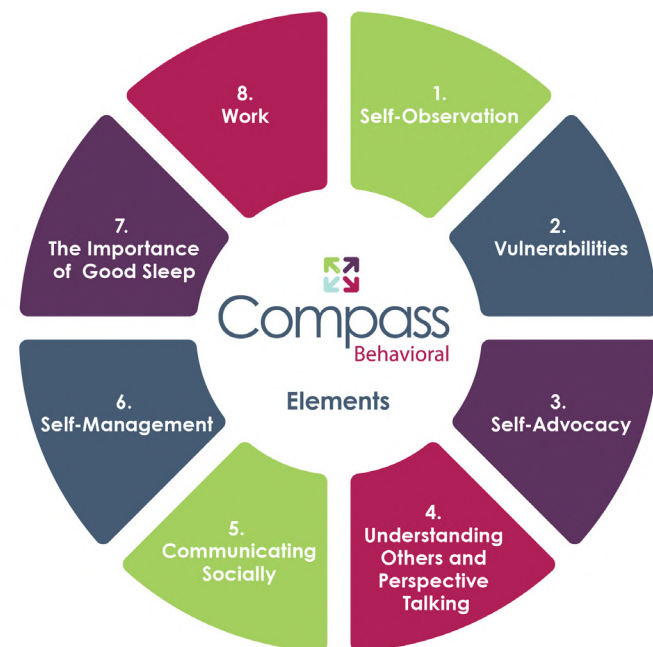 1.
Self-Observation
2.
Vulnerabilities
3.
Self-Advocacy
4.
Understanding
Others and
Perspective
Talking
5.
Communicating
Socially
6.
Self-Management
7.
The Importance
of Good Sleep
8.
Work
Compass
Behavioral
Elements